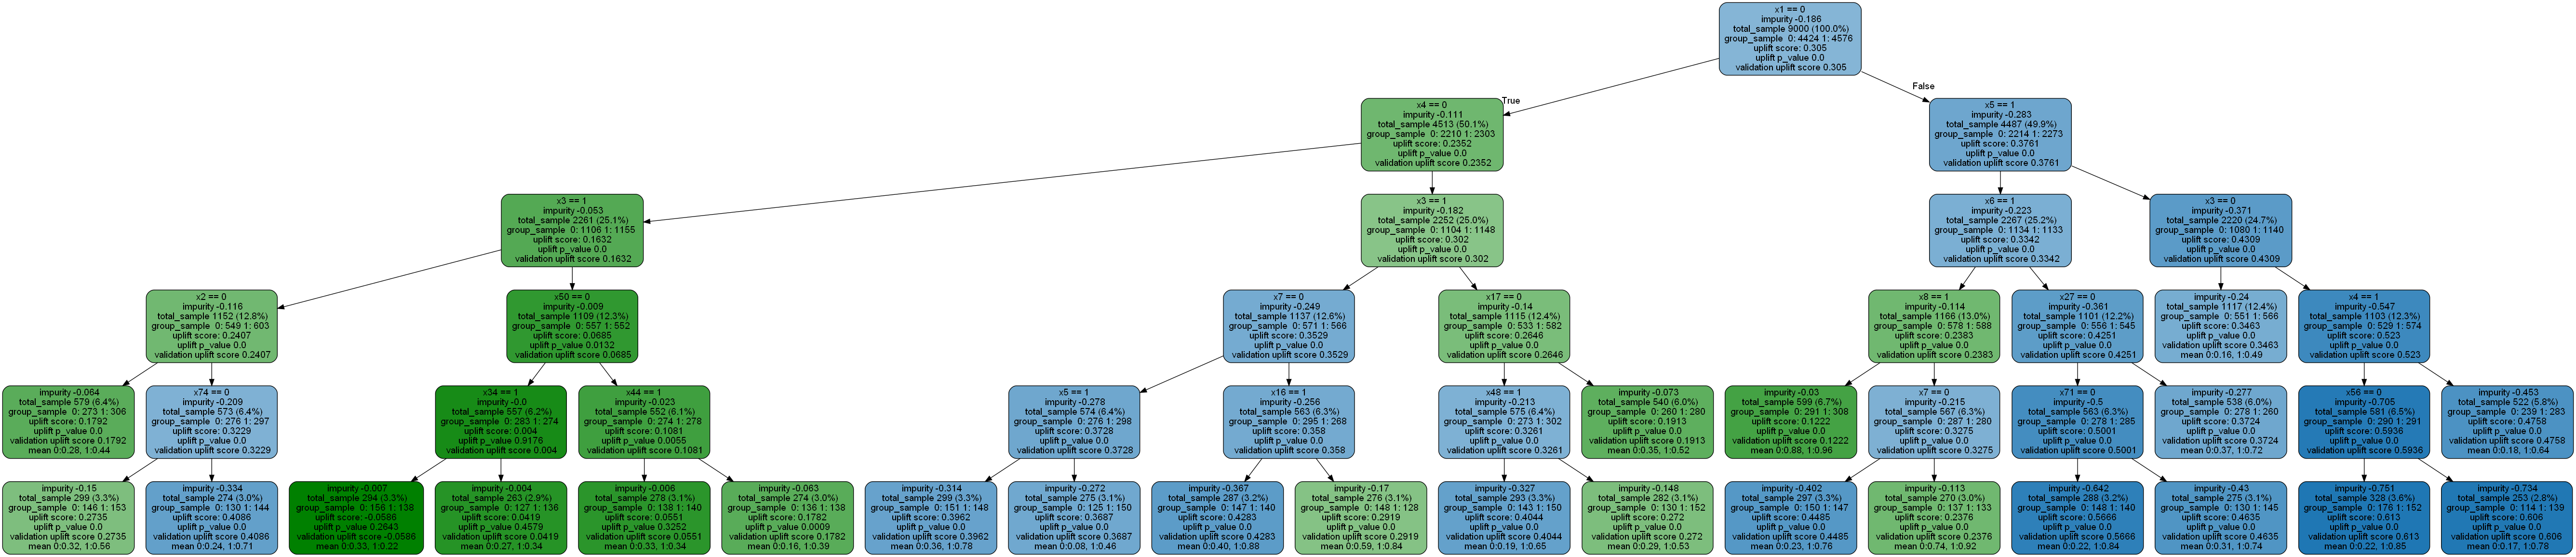 x1 == 0
impurity -0.186
total_sample 9000 (100.0%)
group_sample 0: 4424 1: 4576
uplift score: 0.305
uplift p_value 0.0
validation uplift score 0.305
True
False
x4 == 0
impurity -0.111
total_sample 4513 (50.1%)
group_sample 0: 2210 1: 2303
uplift score: 0.2352
uplift p_value 0.0
validation uplift score 0.2352
x5 == 1
impurity -0.283
total_sample 4487 (49.9%)
group_sample 0: 2214 1: 2273
uplift score: 0.3761
uplift p_value 0.0
validation uplift score 0.3761
x3 == 1
impurity -0.053
total_sample 2261 (25.1%)
group_sample 0: 1106 1: 1155
uplift score: 0.1632
uplift p_value 0.0
validation uplift score 0.1632
x3 == 1
impurity -0.182
total_sample 2252 (25.0%)
group_sample 0: 1104 1: 1148
uplift score: 0.302
uplift p_value 0.0
validation uplift score 0.302
x6 == 1
impurity -0.223
total_sample 2267 (25.2%)
group_sample 0: 1134 1: 1133
uplift score: 0.3342
uplift p_value 0.0
validation uplift score 0.3342
x3 == 0
impurity -0.371
total_sample 2220 (24.7%)
group_sample 0: 1080 1: 1140
uplift score: 0.4309
uplift p_value 0.0
validation uplift score 0.4309
x2 == 0
impurity -0.116
total_sample 1152 (12.8%)
group_sample 0: 549 1: 603
uplift score: 0.2407
uplift p_value 0.0
validation uplift score 0.2407
x50 == 0
impurity -0.009
total_sample 1109 (12.3%)
group_sample 0: 557 1: 552
uplift score: 0.0685
uplift p_value 0.0132
validation uplift score 0.0685
x7 == 0
impurity -0.249
total_sample 1137 (12.6%)
group_sample 0: 571 1: 566
uplift score: 0.3529
uplift p_value 0.0
validation uplift score 0.3529
x17 == 0
impurity -0.14
total_sample 1115 (12.4%)
group_sample 0: 533 1: 582
uplift score: 0.2646
uplift p_value 0.0
validation uplift score 0.2646
x8 == 1
impurity -0.114
total_sample 1166 (13.0%)
group_sample 0: 578 1: 588
uplift score: 0.2383
uplift p_value 0.0
validation uplift score 0.2383
x27 == 0
impurity -0.361
total_sample 1101 (12.2%)
group_sample 0: 556 1: 545
uplift score: 0.4251
uplift p_value 0.0
validation uplift score 0.4251
impurity -0.24
total_sample 1117 (12.4%)
group_sample 0: 551 1: 566
uplift score: 0.3463
uplift p_value 0.0
validation uplift score 0.3463
mean 0:0.16, 1:0.49
x4 == 1
impurity -0.547
total_sample 1103 (12.3%)
group_sample 0: 529 1: 574
uplift score: 0.523
uplift p_value 0.0
validation uplift score 0.523
impurity -0.064
total_sample 579 (6.4%)
group_sample 0: 273 1: 306
uplift score: 0.1792
uplift p_value 0.0
validation uplift score 0.1792
mean 0:0.28, 1:0.44
x74 == 0
impurity -0.209
total_sample 573 (6.4%)
group_sample 0: 276 1: 297
uplift score: 0.3229
uplift p_value 0.0
validation uplift score 0.3229
x34 == 1
impurity -0.0
total_sample 557 (6.2%)
group_sample 0: 283 1: 274
uplift score: 0.004
uplift p_value 0.9176
validation uplift score 0.004
x44 == 1
impurity -0.023
total_sample 552 (6.1%)
group_sample 0: 274 1: 278
uplift score: 0.1081
uplift p_value 0.0055
validation uplift score 0.1081
x5 == 1
impurity -0.278
total_sample 574 (6.4%)
group_sample 0: 276 1: 298
uplift score: 0.3728
uplift p_value 0.0
validation uplift score 0.3728
x16 == 1
impurity -0.256
total_sample 563 (6.3%)
group_sample 0: 295 1: 268
uplift score: 0.358
uplift p_value 0.0
validation uplift score 0.358
x48 == 1
impurity -0.213
total_sample 575 (6.4%)
group_sample 0: 273 1: 302
uplift score: 0.3261
uplift p_value 0.0
validation uplift score 0.3261
impurity -0.073
total_sample 540 (6.0%)
group_sample 0: 260 1: 280
uplift score: 0.1913
uplift p_value 0.0
validation uplift score 0.1913
mean 0:0.35, 1:0.52
impurity -0.03
total_sample 599 (6.7%)
group_sample 0: 291 1: 308
uplift score: 0.1222
uplift p_value 0.0
validation uplift score 0.1222
mean 0:0.88, 1:0.96
x7 == 0
impurity -0.215
total_sample 567 (6.3%)
group_sample 0: 287 1: 280
uplift score: 0.3275
uplift p_value 0.0
validation uplift score 0.3275
x71 == 0
impurity -0.5
total_sample 563 (6.3%)
group_sample 0: 278 1: 285
uplift score: 0.5001
uplift p_value 0.0
validation uplift score 0.5001
impurity -0.277
total_sample 538 (6.0%)
group_sample 0: 278 1: 260
uplift score: 0.3724
uplift p_value 0.0
validation uplift score 0.3724
mean 0:0.37, 1:0.72
x56 == 0
impurity -0.705
total_sample 581 (6.5%)
group_sample 0: 290 1: 291
uplift score: 0.5936
uplift p_value 0.0
validation uplift score 0.5936
impurity -0.453
total_sample 522 (5.8%)
group_sample 0: 239 1: 283
uplift score: 0.4758
uplift p_value 0.0
validation uplift score 0.4758
mean 0:0.18, 1:0.64
impurity -0.15
total_sample 299 (3.3%)
group_sample 0: 146 1: 153
uplift score: 0.2735
uplift p_value 0.0
validation uplift score 0.2735
mean 0:0.32, 1:0.56
impurity -0.334
total_sample 274 (3.0%)
group_sample 0: 130 1: 144
uplift score: 0.4086
uplift p_value 0.0
validation uplift score 0.4086
mean 0:0.24, 1:0.71
impurity -0.007
total_sample 294 (3.3%)
group_sample 0: 156 1: 138
uplift score: -0.0586
uplift p_value 0.2643
validation uplift score -0.0586
mean 0:0.33, 1:0.22
impurity -0.004
total_sample 263 (2.9%)
group_sample 0: 127 1: 136
uplift score: 0.0419
uplift p_value 0.4579
validation uplift score 0.0419
mean 0:0.27, 1:0.34
impurity -0.006
total_sample 278 (3.1%)
group_sample 0: 138 1: 140
uplift score: 0.0551
uplift p_value 0.3252
validation uplift score 0.0551
mean 0:0.33, 1:0.34
impurity -0.063
total_sample 274 (3.0%)
group_sample 0: 136 1: 138
uplift score: 0.1782
uplift p_value 0.0009
validation uplift score 0.1782
mean 0:0.16, 1:0.39
impurity -0.314
total_sample 299 (3.3%)
group_sample 0: 151 1: 148
uplift score: 0.3962
uplift p_value 0.0
validation uplift score 0.3962
mean 0:0.36, 1:0.78
impurity -0.272
total_sample 275 (3.1%)
group_sample 0: 125 1: 150
uplift score: 0.3687
uplift p_value 0.0
validation uplift score 0.3687
mean 0:0.08, 1:0.46
impurity -0.367
total_sample 287 (3.2%)
group_sample 0: 147 1: 140
uplift score: 0.4283
uplift p_value 0.0
validation uplift score 0.4283
mean 0:0.40, 1:0.88
impurity -0.17
total_sample 276 (3.1%)
group_sample 0: 148 1: 128
uplift score: 0.2919
uplift p_value 0.0
validation uplift score 0.2919
mean 0:0.59, 1:0.84
impurity -0.327
total_sample 293 (3.3%)
group_sample 0: 143 1: 150
uplift score: 0.4044
uplift p_value 0.0
validation uplift score 0.4044
mean 0:0.19, 1:0.65
impurity -0.148
total_sample 282 (3.1%)
group_sample 0: 130 1: 152
uplift score: 0.272
uplift p_value 0.0
validation uplift score 0.272
mean 0:0.29, 1:0.53
impurity -0.402
total_sample 297 (3.3%)
group_sample 0: 150 1: 147
uplift score: 0.4485
uplift p_value 0.0
validation uplift score 0.4485
mean 0:0.23, 1:0.76
impurity -0.113
total_sample 270 (3.0%)
group_sample 0: 137 1: 133
uplift score: 0.2376
uplift p_value 0.0
validation uplift score 0.2376
mean 0:0.74, 1:0.92
impurity -0.642
total_sample 288 (3.2%)
group_sample 0: 148 1: 140
uplift score: 0.5666
uplift p_value 0.0
validation uplift score 0.5666
mean 0:0.22, 1:0.84
impurity -0.43
total_sample 275 (3.1%)
group_sample 0: 130 1: 145
uplift score: 0.4635
uplift p_value 0.0
validation uplift score 0.4635
mean 0:0.31, 1:0.74
impurity -0.751
total_sample 328 (3.6%)
group_sample 0: 176 1: 152
uplift score: 0.613
uplift p_value 0.0
validation uplift score 0.613
mean 0:0.22, 1:0.85
impurity -0.734
total_sample 253 (2.8%)
group_sample 0: 114 1: 139
uplift score: 0.606
uplift p_value 0.0
validation uplift score 0.606
mean 0:0.17, 1:0.78